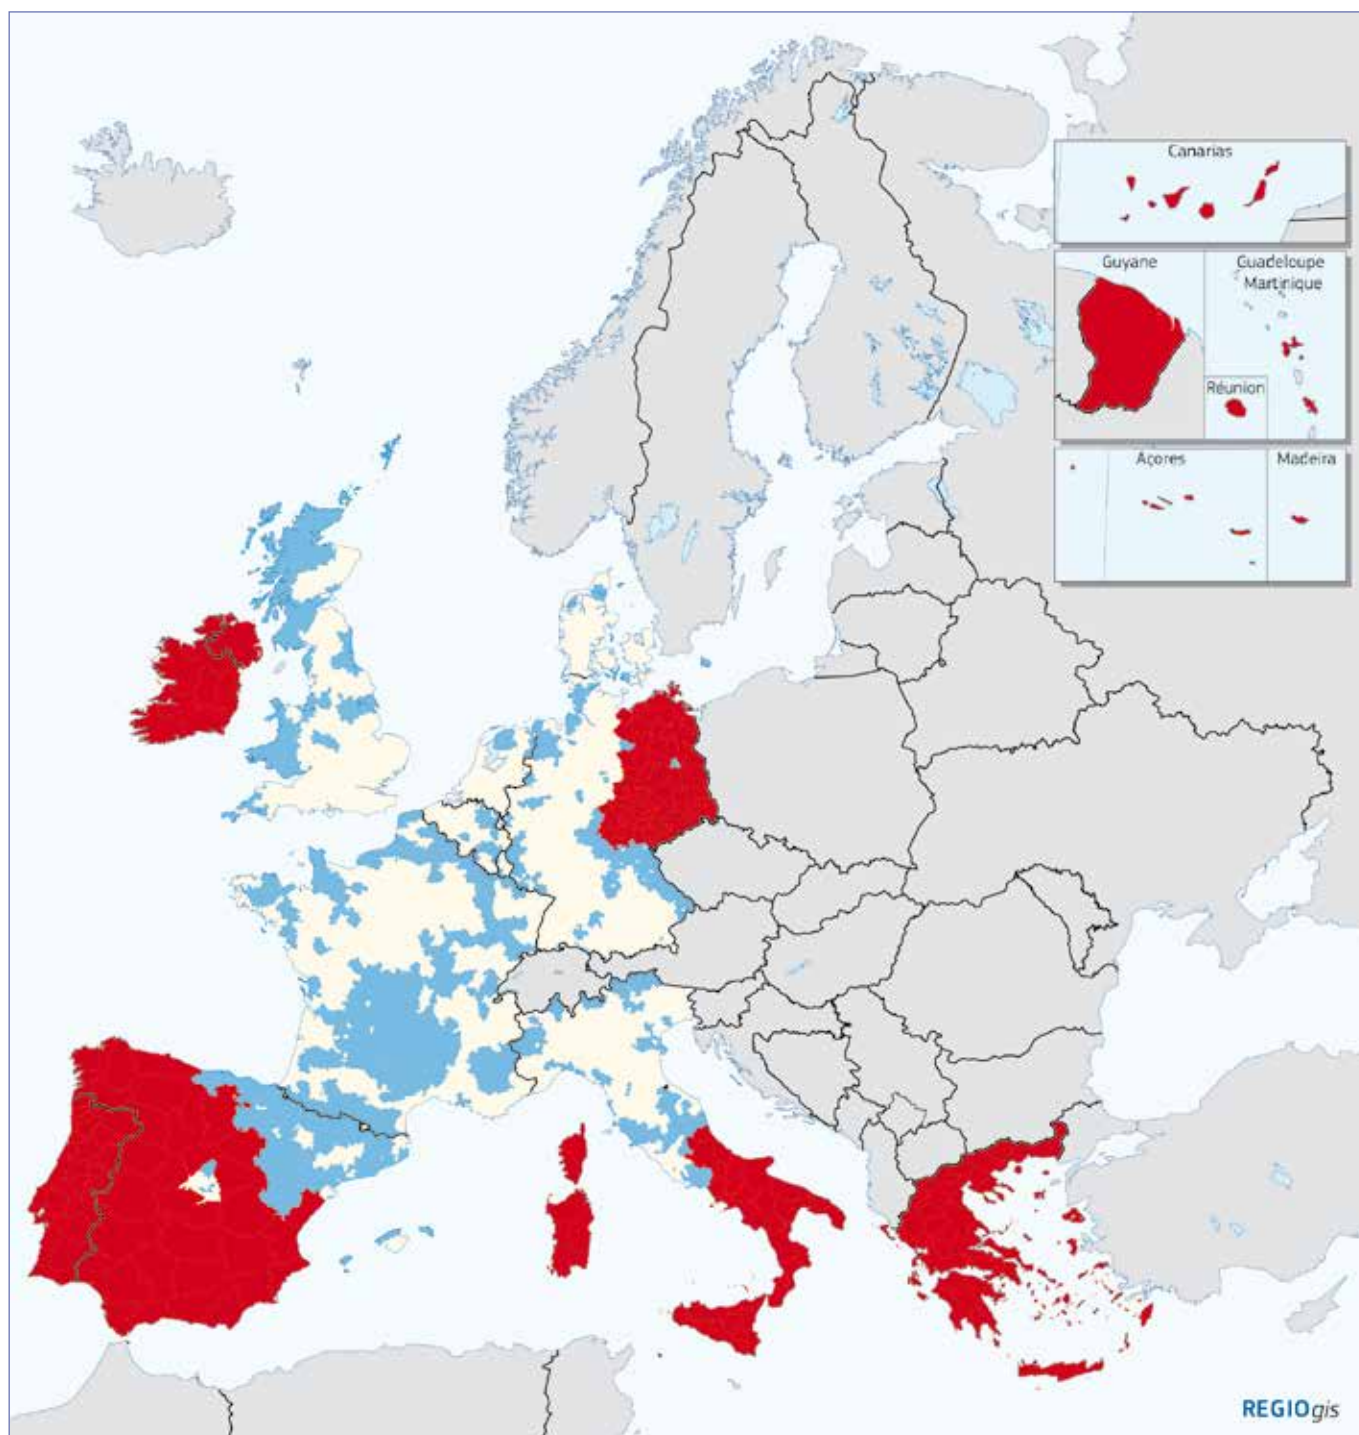 Canarias
Guyane
Guadeloupe
Martinique
Réunion
Açores
Madeira
REGIOgis